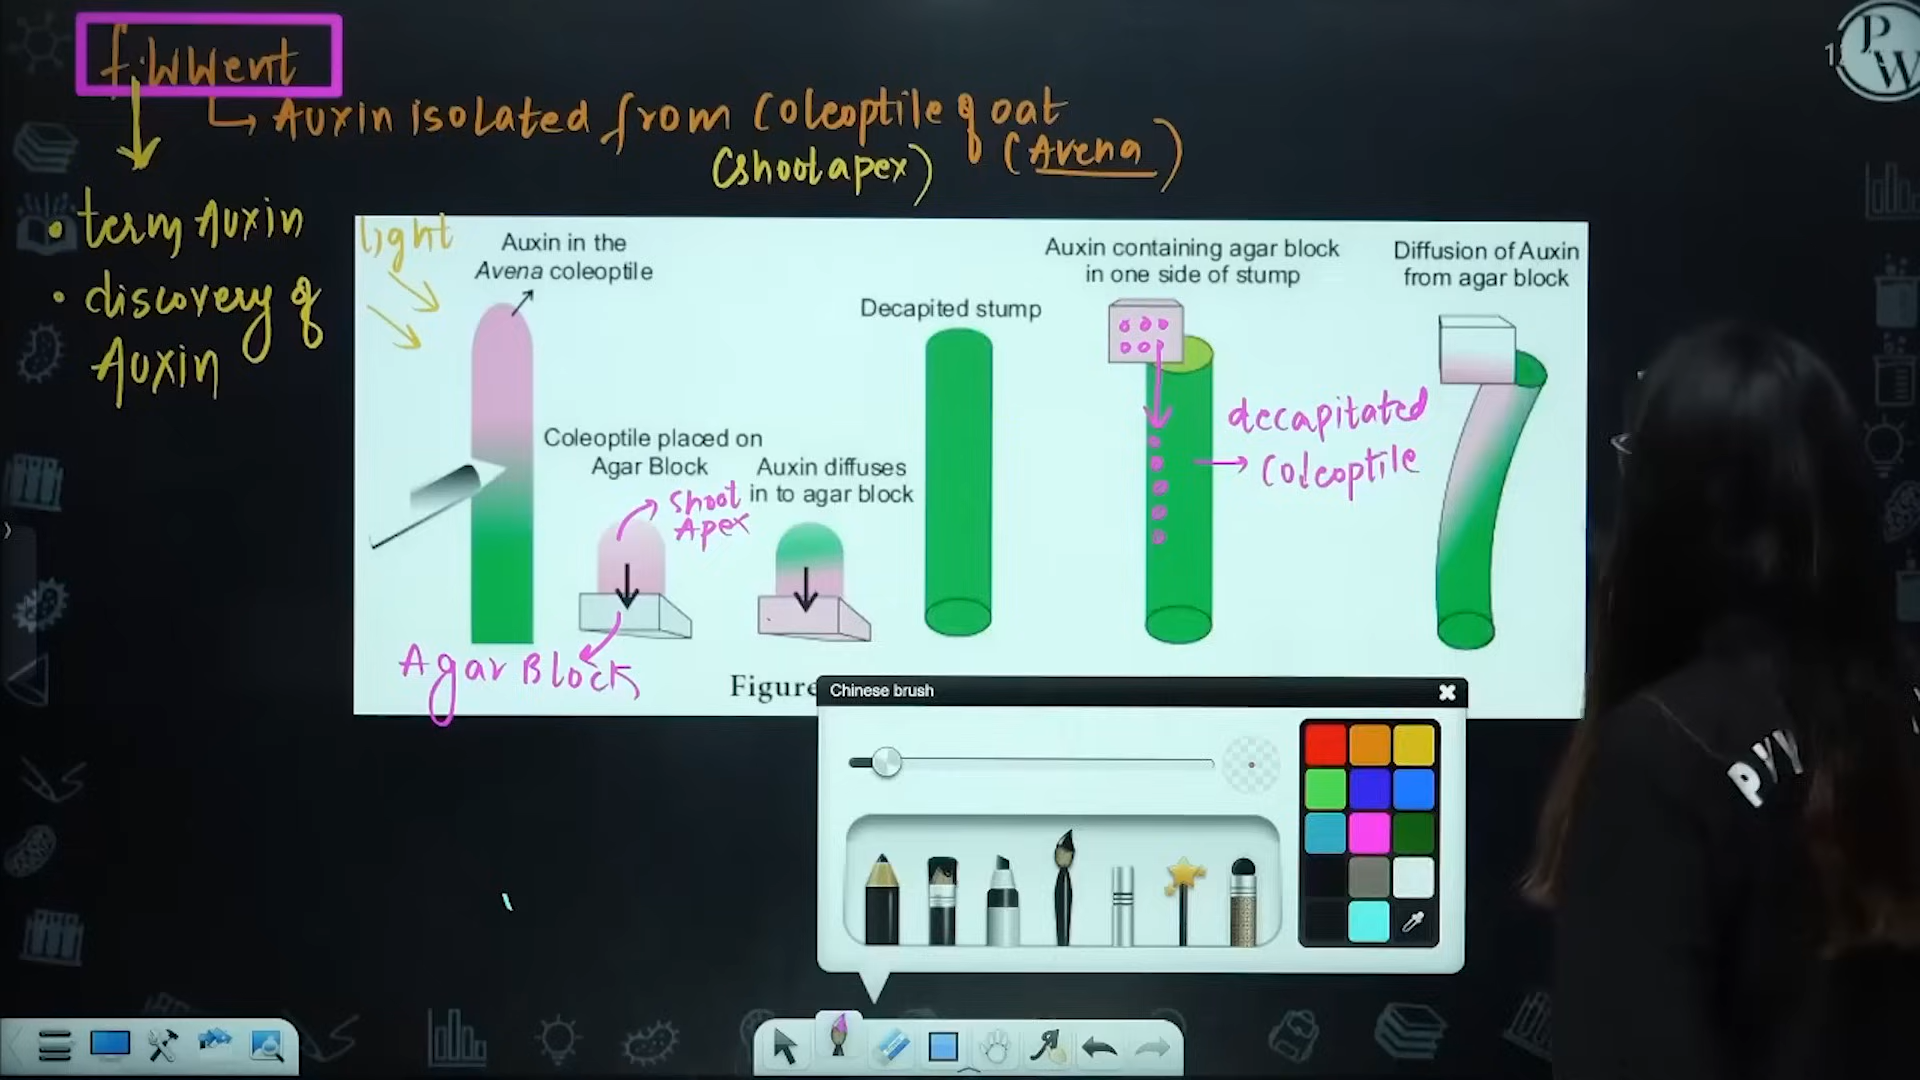 f.W Went
→ Auxin isolated from Coleoptile of oat
(shoot apex)
(Avena)
• term Auxin
• discovery of
Auxin
light
Auxin in the
Avena coleoptile
Coleoptile placed on
Agar Block
shoot
Apex
Auxin diffuses
in to agar block
Agar Block
Decapited stump
Auxin containing agar block
in one side of stump
decapitated
→ Coleoptile
Diffusion of Auxin
from agar block
Figure
Chinese brush
PW